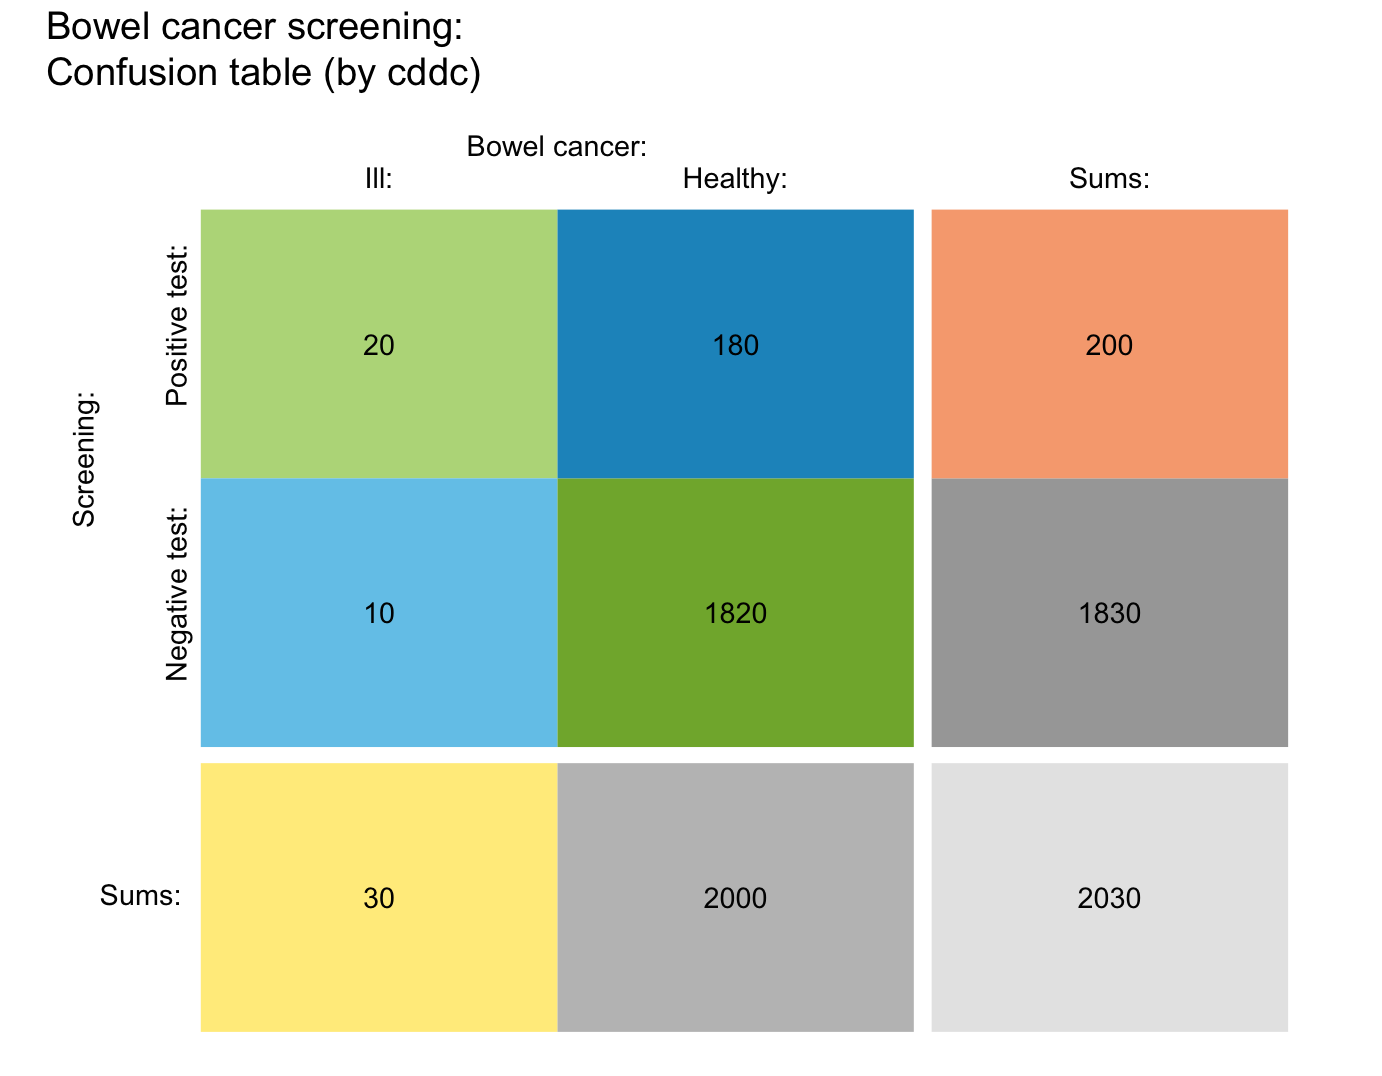 Bowel cancer screening:
Confusion table (by cddc)
Bowel cancer:
Ill:
Healthy:
Sums:
Screening:
Positive test:
20
180
200
Negative test:
10
1820
1830
Sums:
30
2000
2030